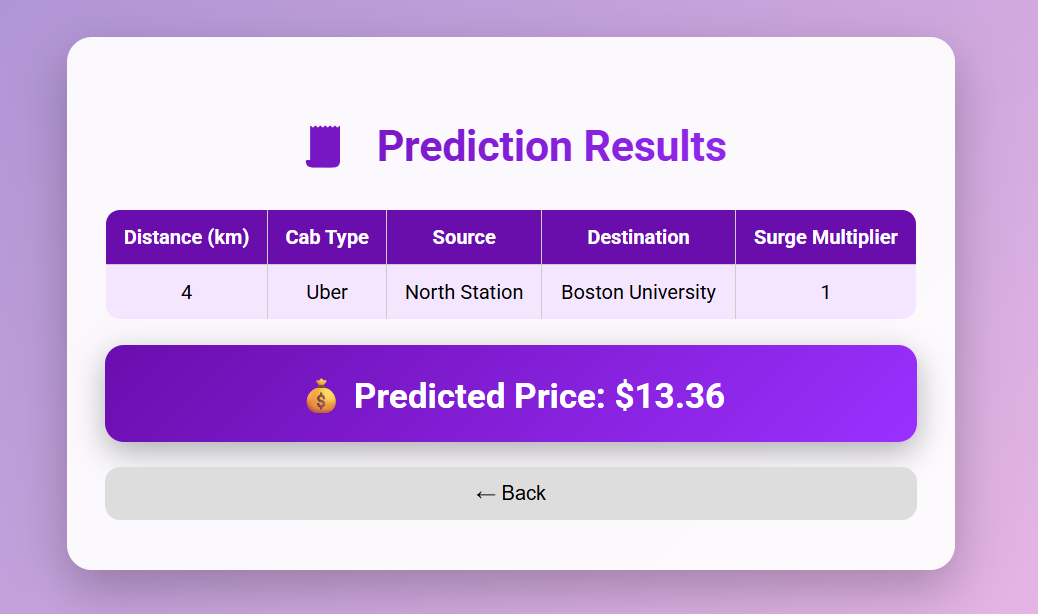 Prediction Results
Distance (km) Cab Type Source Destination Surge Multiplier
4 Uber North Station Boston University 1
Predicted Price: $13.36
← Back